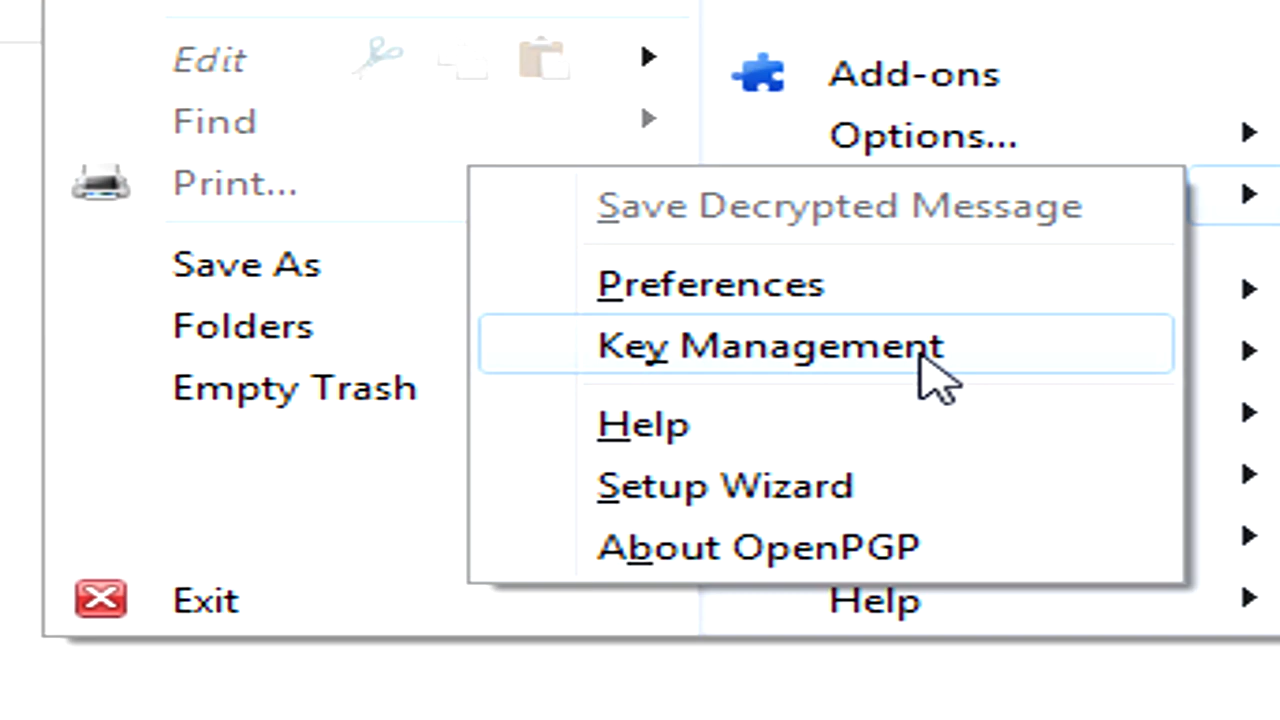 Edit
Find
Print...
Save As
Folders
Empty Trash
Exit
Add-ons
Options...
Save Decrypted Message
Preferences
Key Management
Help
Setup Wizard
About OpenPGP
Help